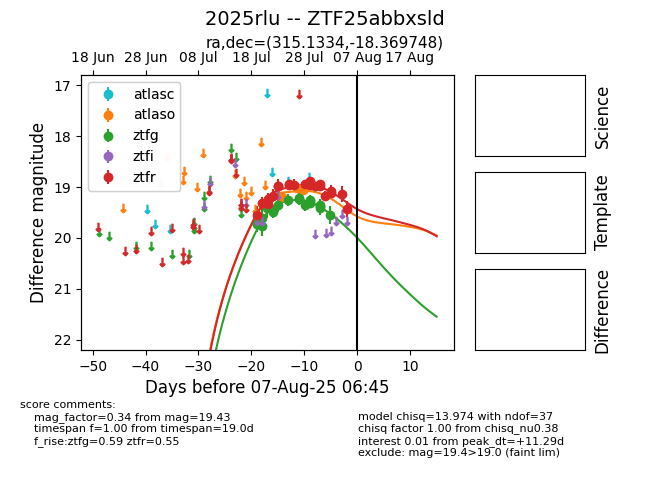 2025rlu -- ZTF25abbxsld
ra,dec=(315.1334,-18.369748)
18 Jun 28 Jun 08 Jul 18 Jul 28 Jul 07 Aug 17 Aug
17
18
19
20
21
22
Difference magnitude
atlasc
atlaso
ztfg
ztfi
ztfr
−50 −40 −30 −20 −10 0 10
Days before 07-Aug-25 06:45
Science
Template
Difference
score comments:
mag_factor=0.34 from mag=19.43
timespan f=1.00 from timespan=19.0d
f_rise:ztfg=0.59 ztfr=0.55
model chisq=13.974 with ndof=37
chisq factor 1.00 from chisq_nu0.38
interest 0.01 from peak_dt=+11.29d
exclude: mag=19.4>19.0 (faint lim)